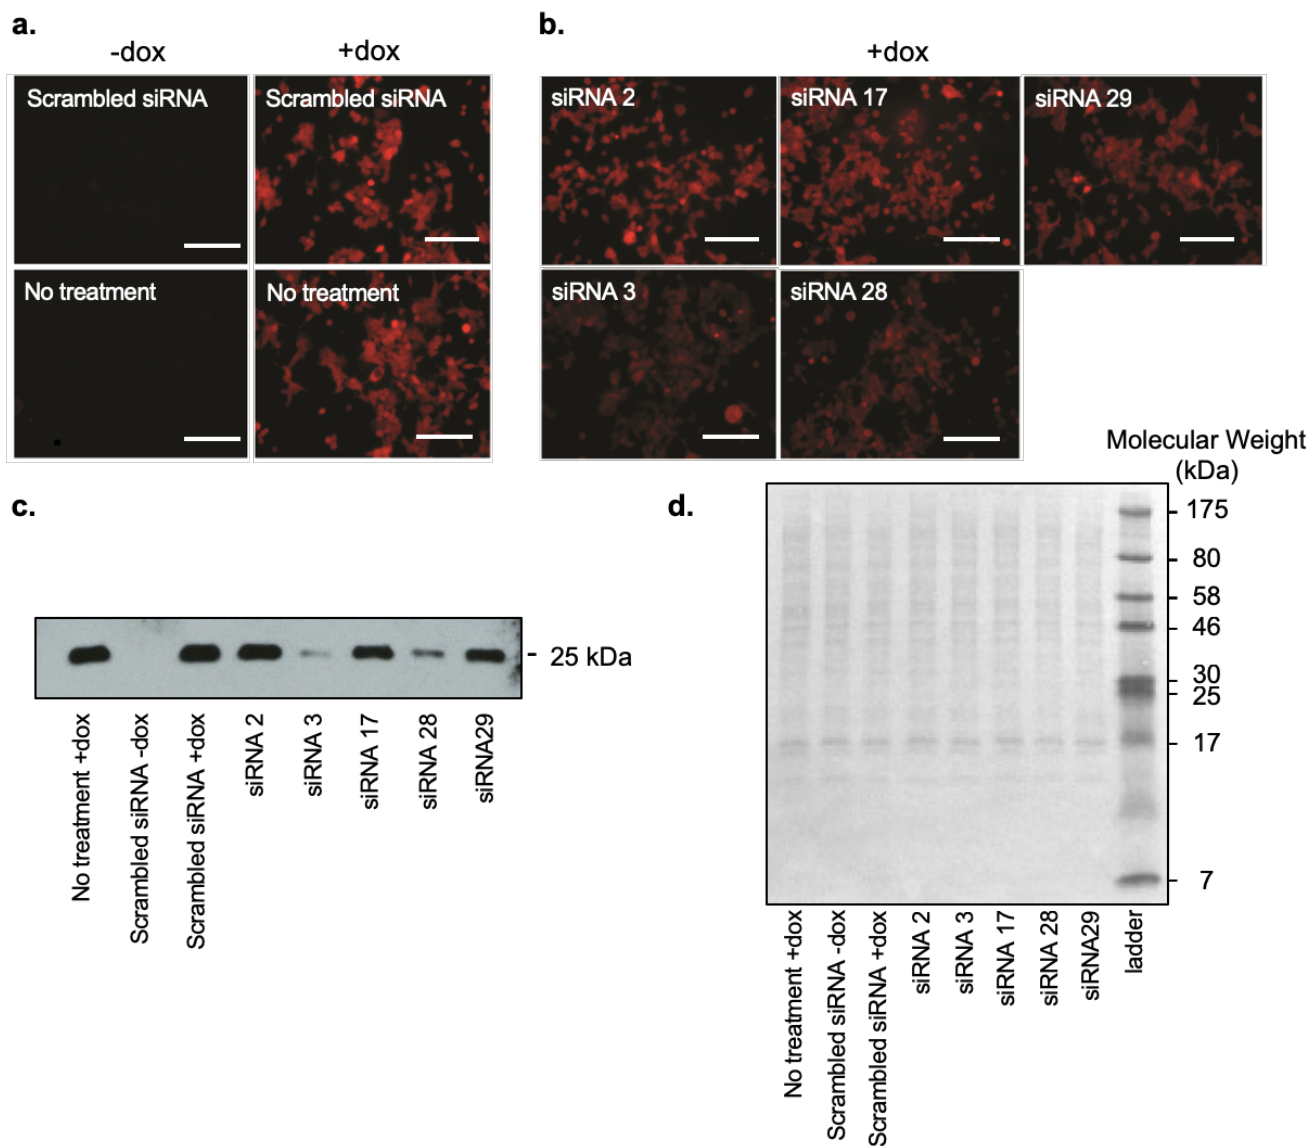 a.
-dox
+dox
Scrambled siRNA
Scrambled siRNA
No treatment
No treatment
b.
+dox
siRNA 2
siRNA 17
siRNA 29
siRNA 3
siRNA 28
c.
- 25 kDa
No treatment +dox
Scrambled siRNA -dox
Scrambled siRNA +dox
siRNA 2
siRNA 3
siRNA 17
siRNA 28
siRNA29
d.
Molecular Weight
(kDa)
175
80
58
46
30
25
17
7
No treatment +dox
Scrambled siRNA -dox
Scrambled siRNA +dox
siRNA 2
siRNA 3
siRNA 17
siRNA 28
siRNA29
ladder